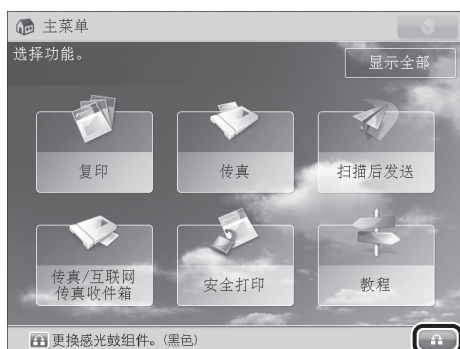 主菜单
选择功能。
显示全部
复印
传真
扫描后发送
传真/互联网
传真收件箱
安全打印
教程
更换感光鼓组件。(黑色)